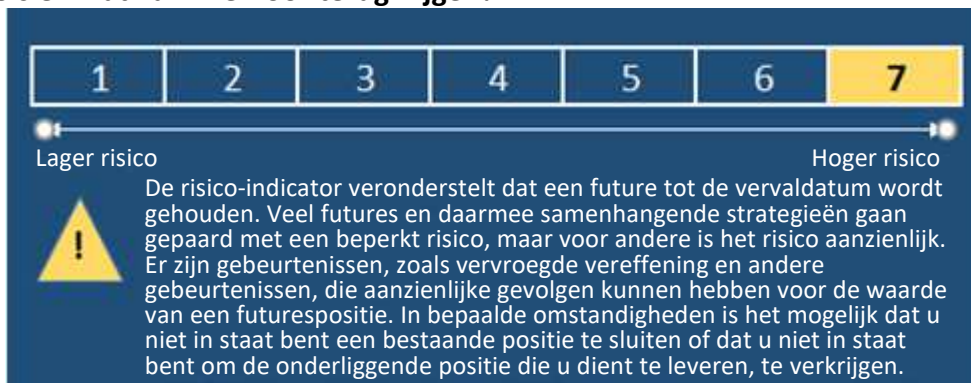 1 2 3 4 5 6 7
Lager risico Hoger risico
De risico-indicator veronderstelt dat een future tot de vervaldatum wordt
gehouden. Veel futures en daarmee samenhangende strategieën gaan
! gepaard met een beperkt risico, maar voor andere is het risico aanzienlijk.
Er zijn gebeurtenissen, zoals vervroegde vereffening en andere
gebeurtenissen, die aanzienlijke gevolgen kunnen hebben voor de waarde
van een futurespositie. In bepaalde omstandigheden is het mogelijk dat u
niet in staat bent een bestaande positie te sluiten of dat u niet in staat
bent om de onderliggende positie die u dient te leveren, te verkrijgen.